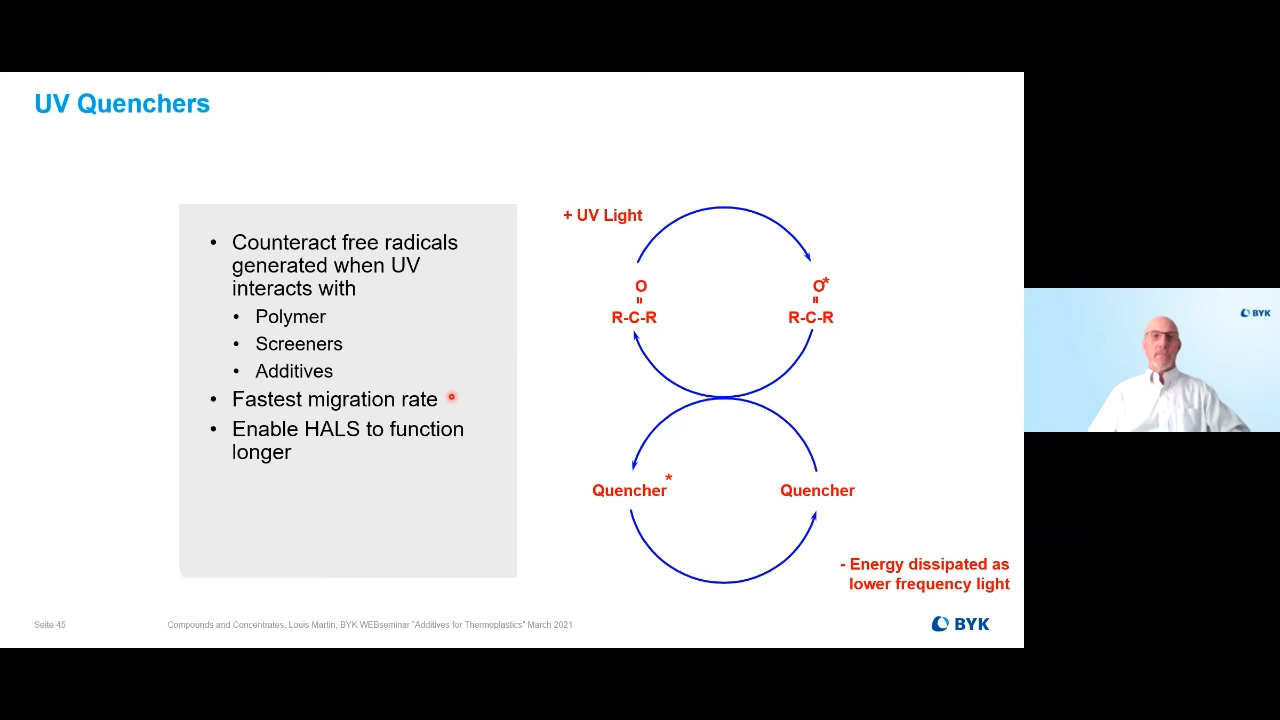 UV Quenchers
• Counteract free radicals
generated when UV
interacts with
• Polymer
• Screeners
• Additives
• Fastest migration rate
• Enable HALS to function
longer
+ UV Light
O
R-C-R
O*
R-C-R
Quencher*
Quencher
- Energy dissipated as
lower frequency light
Seite 45
Compounds and Concentrates, Louis Martin, BYK WEBseminar "Additives for Thermoplastics" March 2021
BYK
BYK